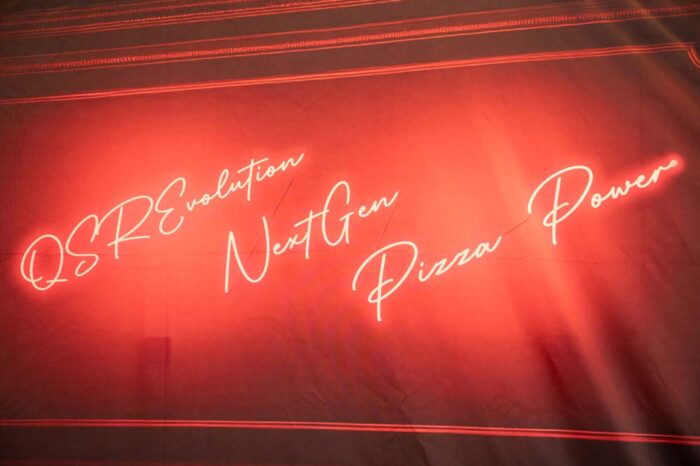 QSREvolution
NextGen
Pizza Power